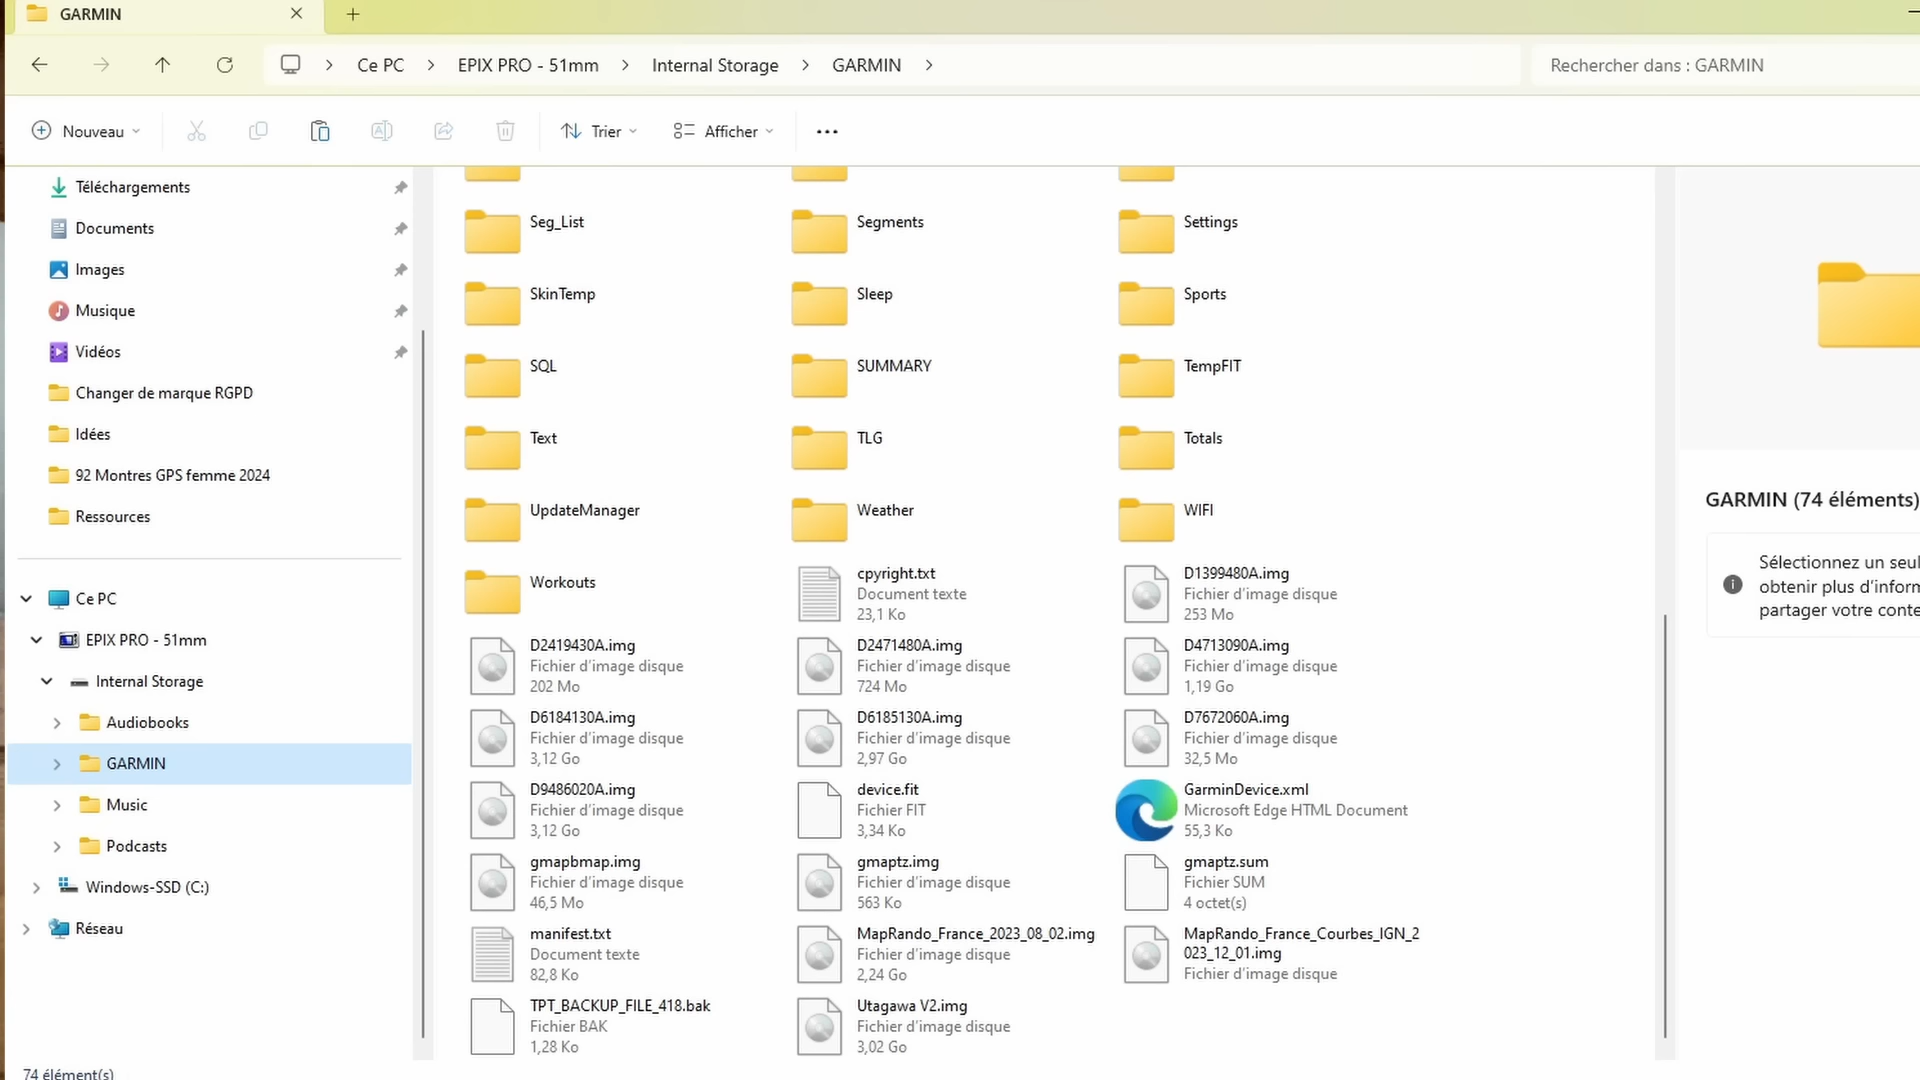 GARMIN
Ce PC > EPIX PRO - 51mm > Internal Storage > GARMIN >
Rechercher dans : GARMIN
Nouveau
Trier
Afficher
Téléchargements
Documents
Images
Musique
Vidéos
Changer de marque RGPD
Idées
92 Montres GPS femme 2024
Ressources
Ce PC
EPIX PRO - 51mm
Internal Storage
Audiobooks
GARMIN
Music
Podcasts
Windows-SSD (C:)
Réseau
74 élément(s)
Seg_List
Segments
Settings
SkinTemp
Sleep
Sports
SQL
SUMMARY
TempFIT
Text
TLG
Totals
UpdateManager
Weather
WIFI
Workouts
cpyright.txt
Document texte
23,1 Ko
D1399480A.img
Fichier d'image disque
253 Mo
D2419430A.img
Fichier d'image disque
202 Mo
D2471480A.img
Fichier d'image disque
724 Mo
D4713090A.img
Fichier d'image disque
1,19 Go
D6184130A.img
Fichier d'image disque
3,12 Go
D6185130A.img
Fichier d'image disque
2,97 Go
D7672060A.img
Fichier d'image disque
32,5 Mo
D9486020A.img
Fichier d'image disque
3,12 Go
device.fit
Fichier FIT
3,34 Ko
GarminDevice.xml
Microsoft Edge HTML Document
55,3 Ko
gmapbmap.img
Fichier d'image disque
46,5 Mo
gmaptz.img
Fichier d'image disque
563 Ko
gmaptz.sum
Fichier SUM
4 octet(s)
manifest.txt
Document texte
82,8 Ko
MapRando_France_2023_08_02.img
Fichier d'image disque
2,24 Go
MapRando_France_Courbes_IGN_2
023_12_01.img
Fichier d'image disque
TPT_BACKUP_FILE_418.bak
Fichier BAK
1,28 Ko
Utagawa V2.img
Fichier d'image disque
3,02 Go
GARMIN (74 éléments)
Sélectionnez un seul
obtenir plus d'inform
partager votre conte